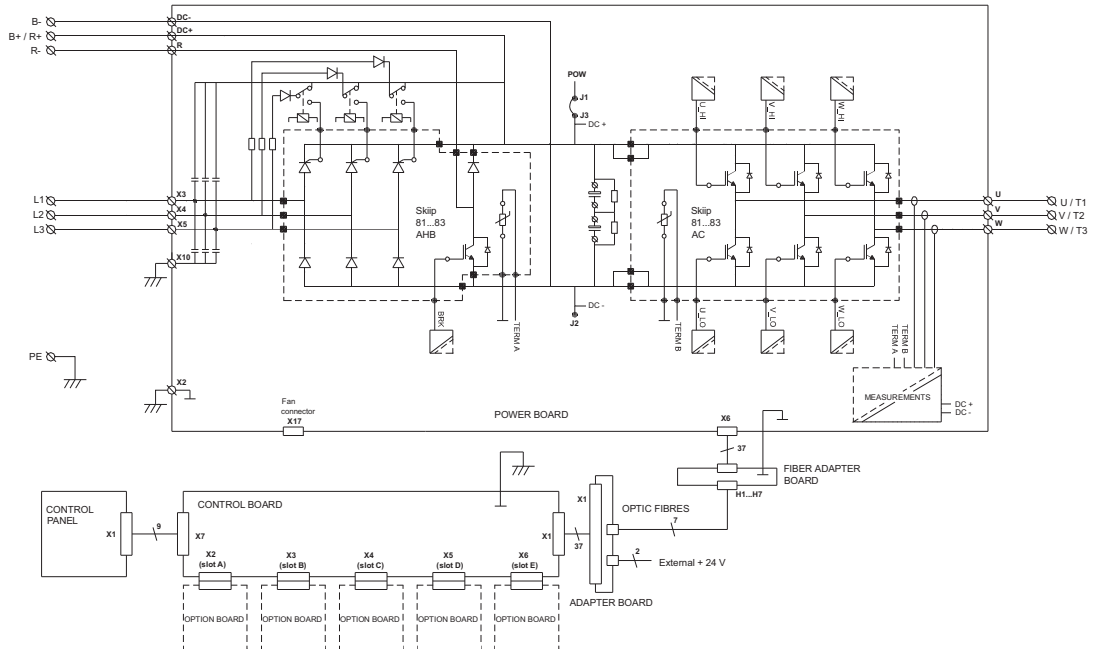 B-
DC-
B+ / R+
DC+
R-
R
POW
J1
J3
DC +
U_HI
V_HI
W_HI
L1
X3
L2
X4
L3
X5
X10
Skiip
81...83
AHB
Skiip
81...83
AC
U
U / T1
V
V / T2
W
W / T3
BRK
TERM A
DC -
J2
TERM B
U_LO
V_LO
W_LO
TERM B
TERM A
MEASUREMENTS
DC +
DC -
PE
X2
Fan
connector
X17
POWER BOARD
X6
37
FIBER ADAPTER
BOARD
H1...H7
CONTROL
PANEL
X1
9
X7
CONTROL BOARD
X1
37
X1
OPTIC FIBRES
7
2
External + 24 V
ADAPTER BOARD
X2
(slot A)
X3
(slot B)
X4
(slot C)
X5
(slot D)
X6
(slot E)
OPTION BOARD
OPTION BOARD
OPTION BOARD
OPTION BOARD
OPTION BOARD